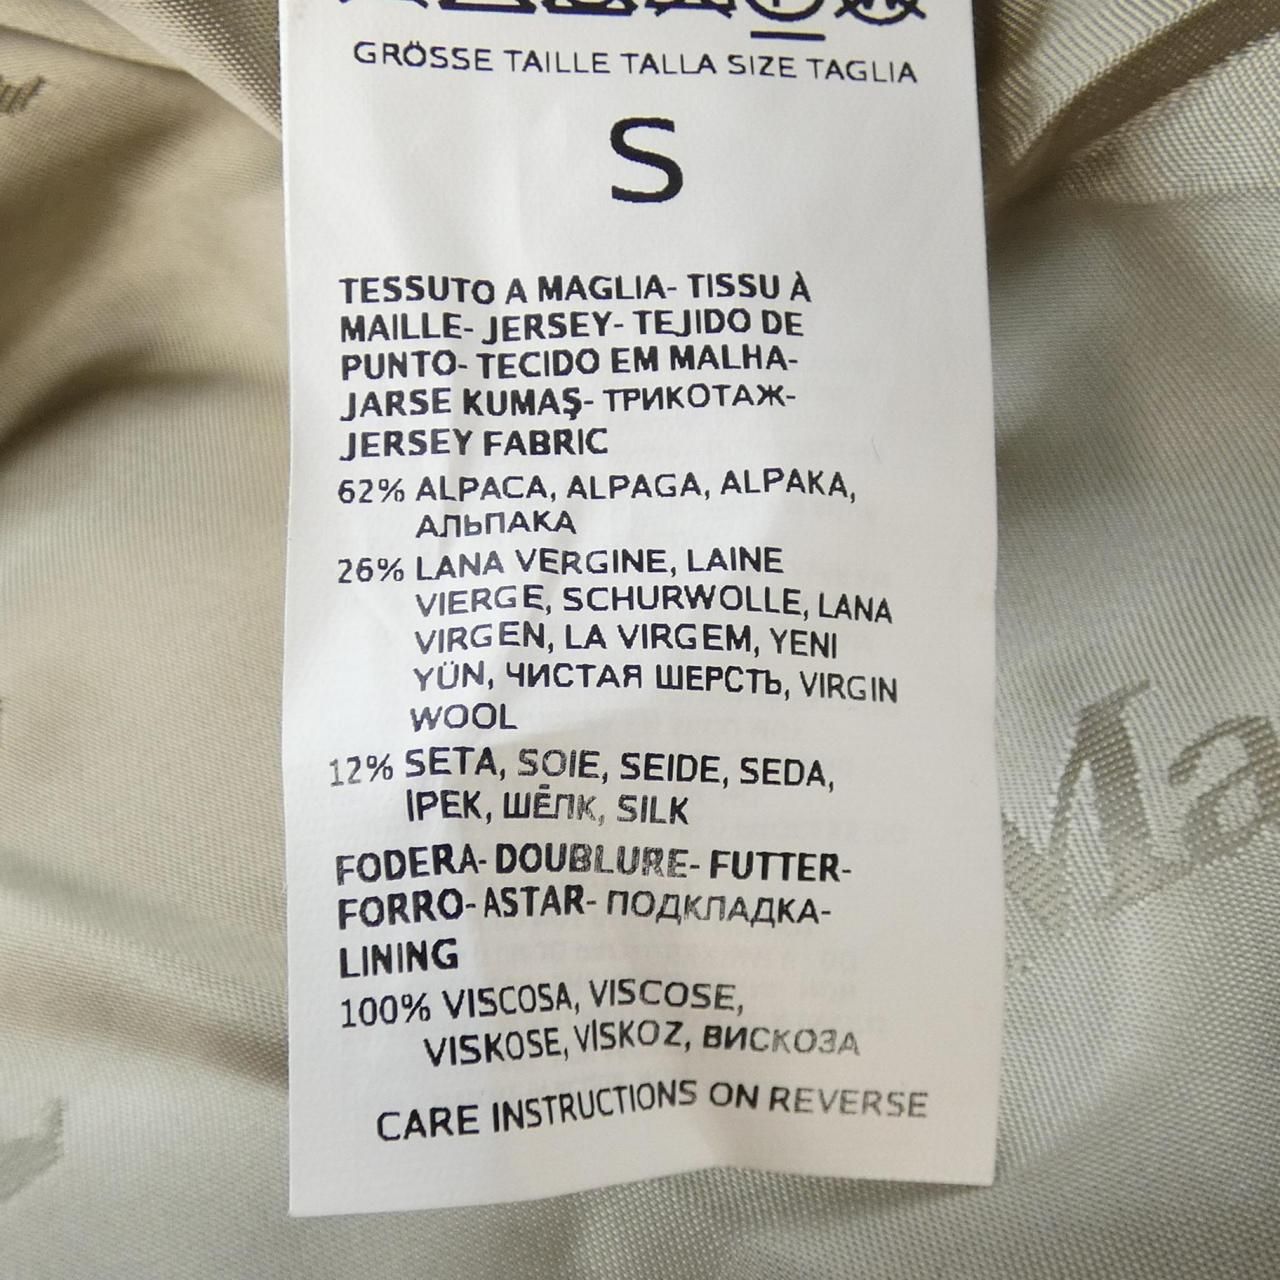 GRÖSSE TAILLE TALLA SIZE TAGLIA
S
TESSUTO A MAGLIA- TISSU À
MAILLE- JERSEY- TEJIDO DE
PUNTO- TECIDO EM MALHA-
JARSE KUMAŞ- ТРИКОТАЖ-
JERSEY FABRIC
62% ALPACA, ALPAGA, ALPAKA,
АЛЬПАКА
26% LANA VERGINE, LAINE
VIERGE, SCHURWOLLE, LANA
VIRGEN, LA VIRGEM, YENI
YÜN, ЧИСТАЯ ШЕРСТЬ, VIRGIN
WOOL
12% SETA, SOIE, SEIDE, SEDA,
İPEK, ШЁЛК, SILK
FODERA- DOUBLURE- FUTTER-
FORRO- ASTAR- ПОДКЛАДКА-
LINING
100% VISCOSA, VISCOSE,
VISKOSE, VİSKOZ, ВИСКОЗА
CARE INSTRUCTIONS ON REVERSE
Ma